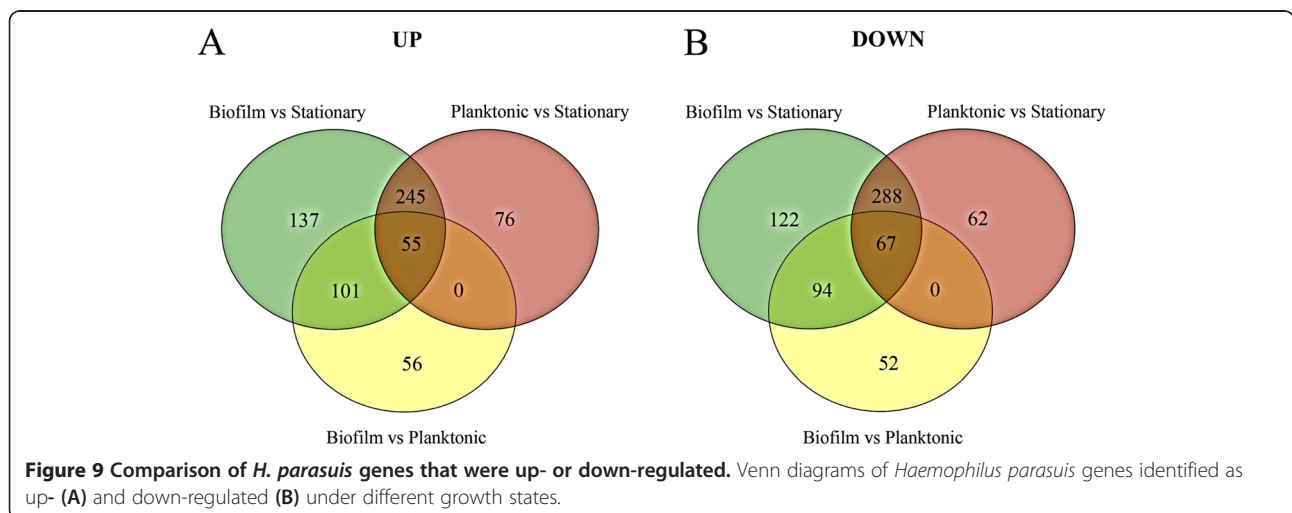 A
UP
Biofilm vs Stationary
Planktonic vs Stationary
137
245
76
55
101
0
56
Biofilm vs Planktonic
B
DOWN
Biofilm vs Stationary
Planktonic vs Stationary
122
288
62
67
94
0
52
Biofilm vs Planktonic
Figure 9 Comparison of H. parasuis genes that were up- or down-regulated. Venn diagrams of Haemophilus parasuis genes identified as
up- (A) and down-regulated (B) under different growth states.